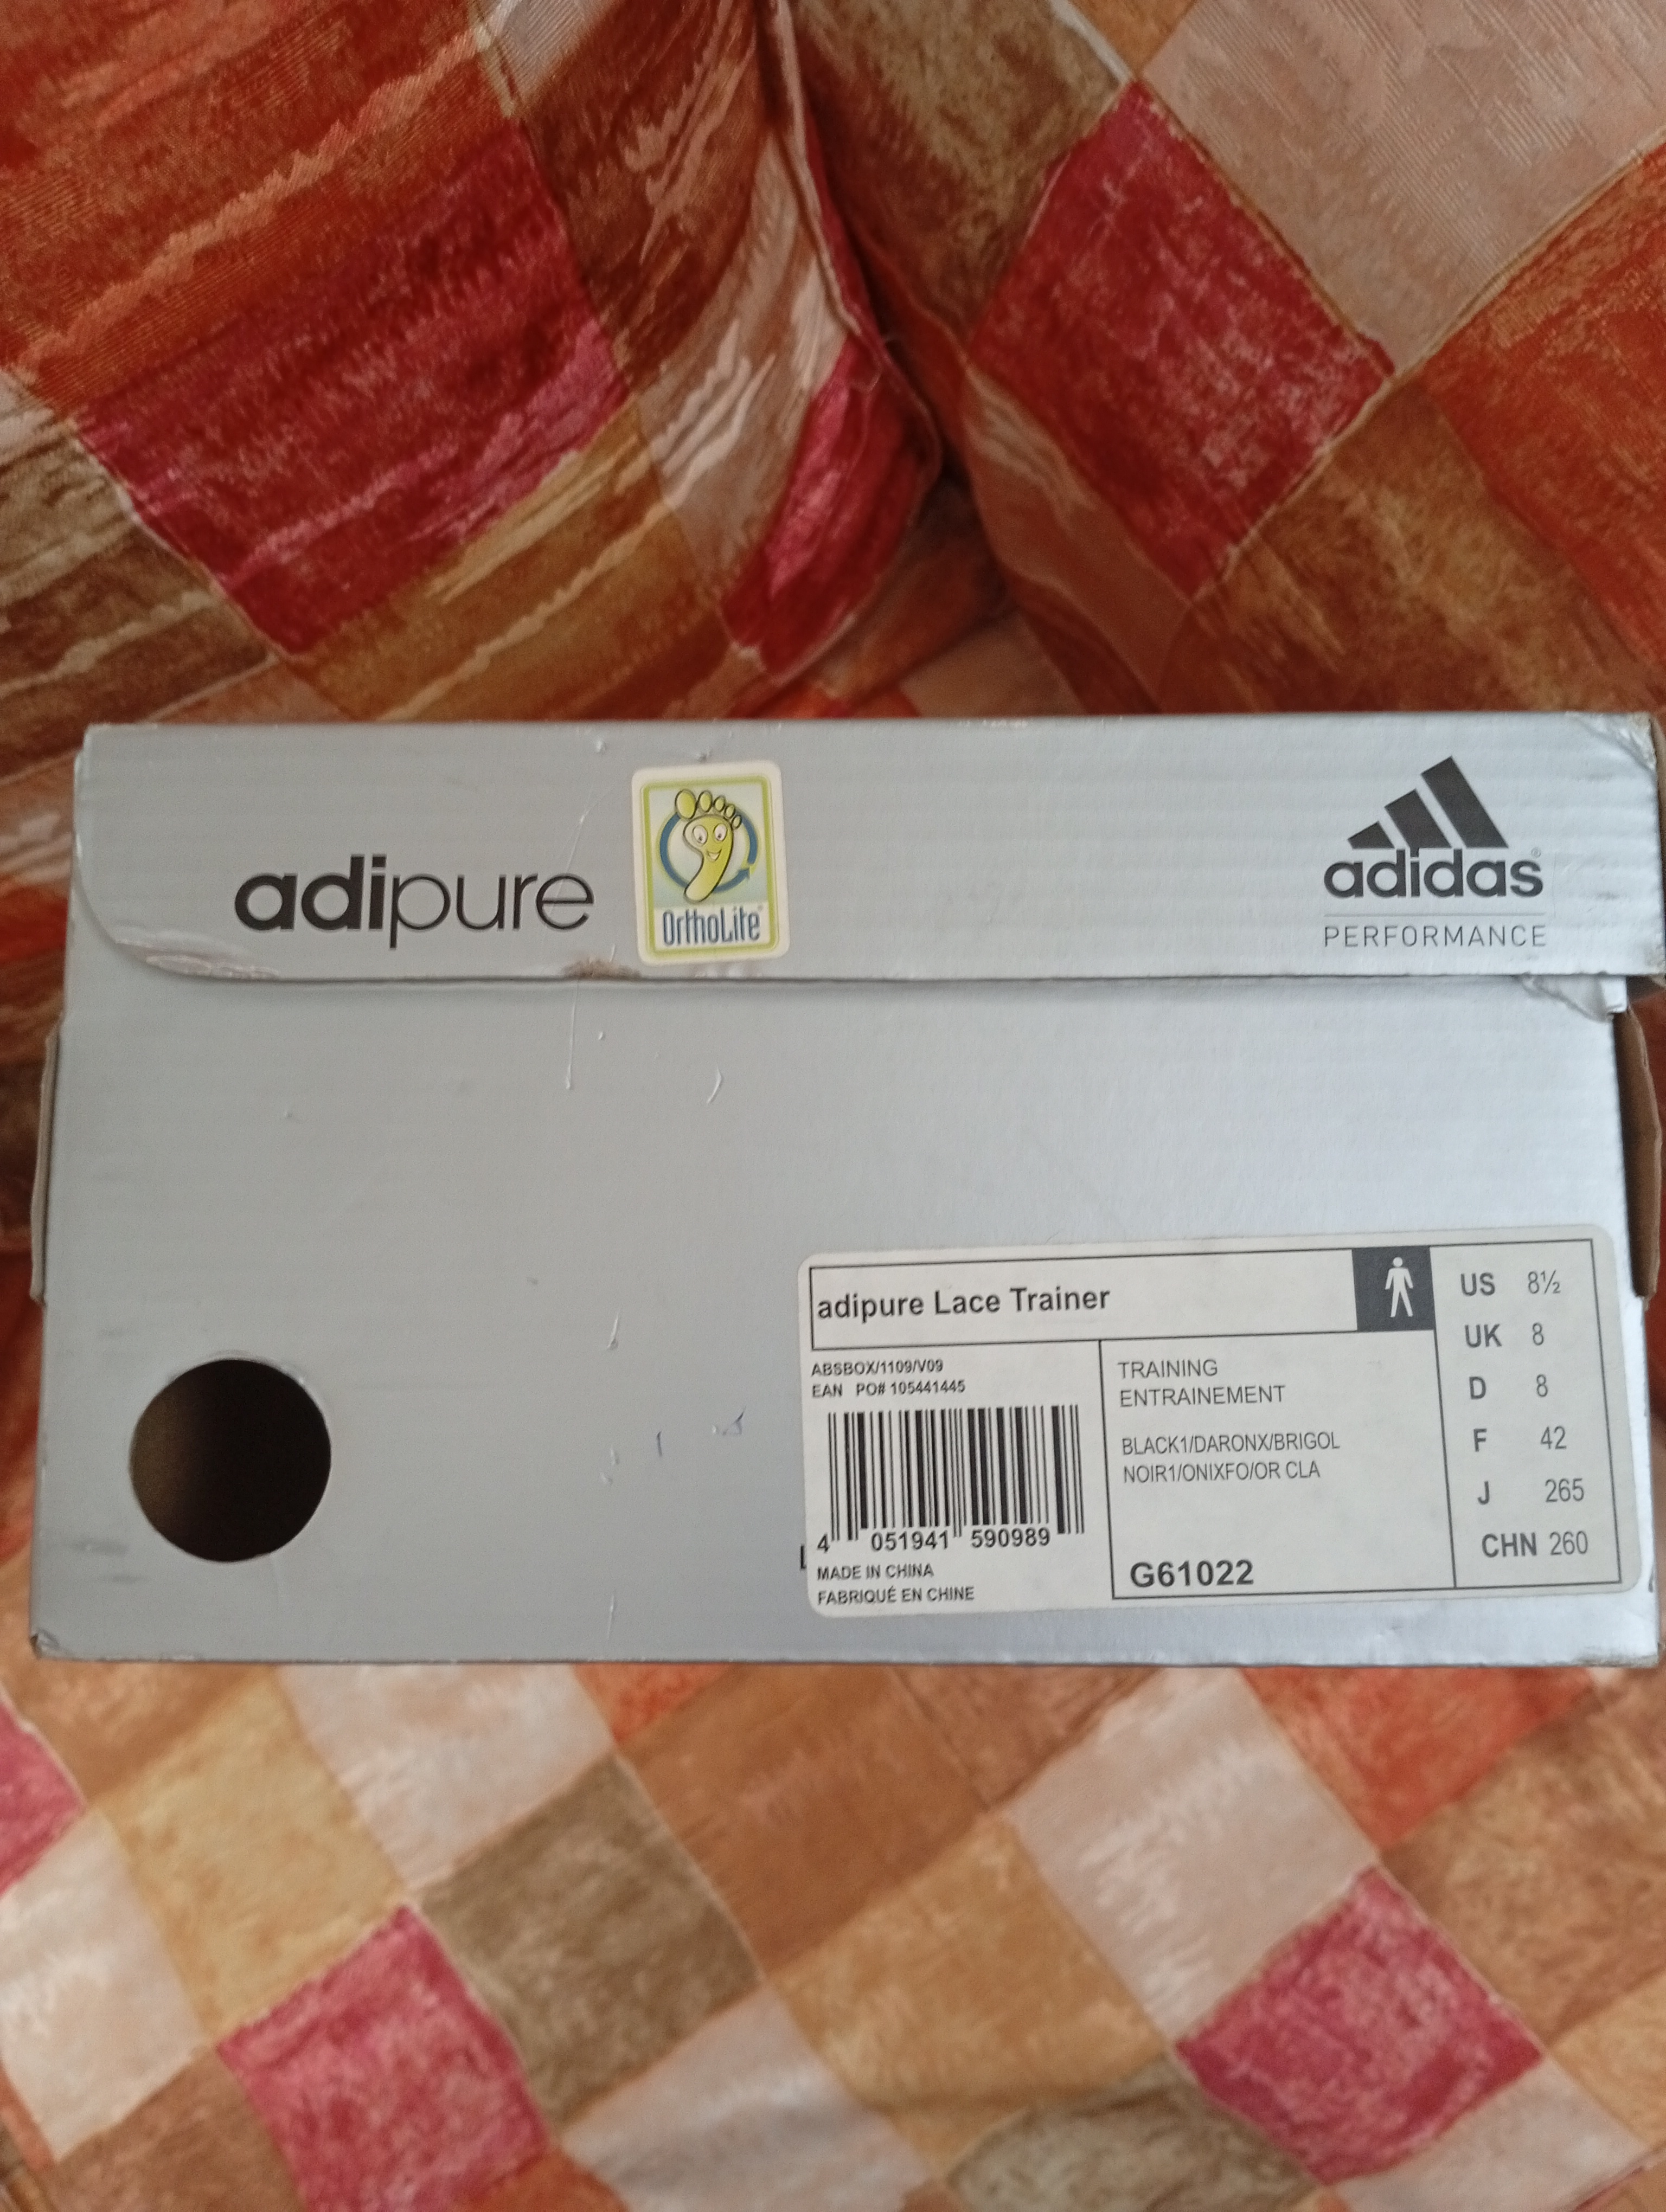 adipure
OrthoLite
adidas®
PERFORMANCE
adipure Lace Trainer
ABSBOX/1109/V09
EAN PO# 105441445
4 051941 590989
MADE IN CHINA
FABRIQUÉ EN CHINE
TRAINING
ENTRAINEMENT
BLACK1/DARONX/BRIGOL
NOIR1/ONIXFO/OR CLA
G61022
US 8½
UK 8
D 8
F 42
J 265
CHN 260